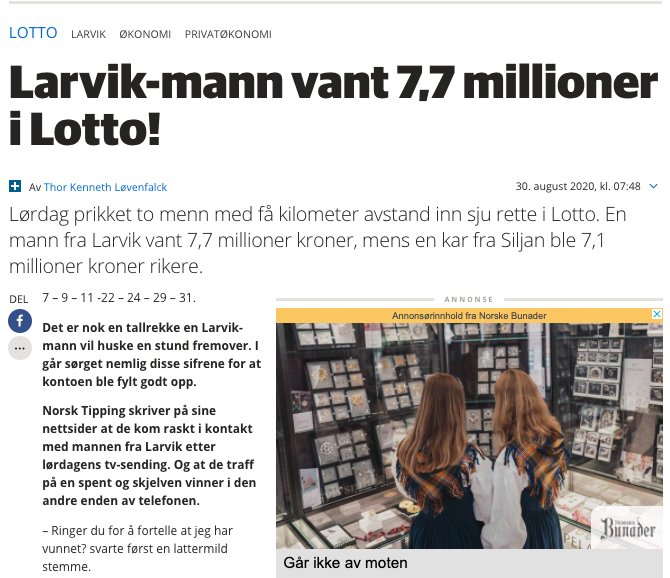 LOTTO LARVIK ØKONOMI PRIVATØKONOMI
Larvik-mann vant 7,7 millioner
i Lotto!
Av Thor Kenneth Løvenfalck
30. august 2020, kl. 07:48
Lørdag prikket to menn med få kilometer avstand inn sju rette i Lotto. En
mann fra Larvik vant 7,7 millioner kroner, mens en kar fra Siljan ble 7,1
millioner kroner rikere.
DEL
7 – 9 – 11 -22 – 24 – 29 – 31.
Det er nok en tallrekke en Larvik-
mann vil huske en stund fremover. I
går sørget nemlig disse sifrene for at
kontoen ble fylt godt opp.
Norsk Tipping skriver på sine
nettsider at de kom raskt i kontakt
med mannen fra Larvik etter
lørdagens tv-sending. Og at de traff
på en spent og skjelven vinner i den
andre enden av telefonen.
– Ringer du for å fortelle at jeg har
vunnet? svarte først en lattermild
stemme.
ANNONSE
Annonsørinnhold fra Norske Bunader
NORSKE
Bunader
Går ikke av moten